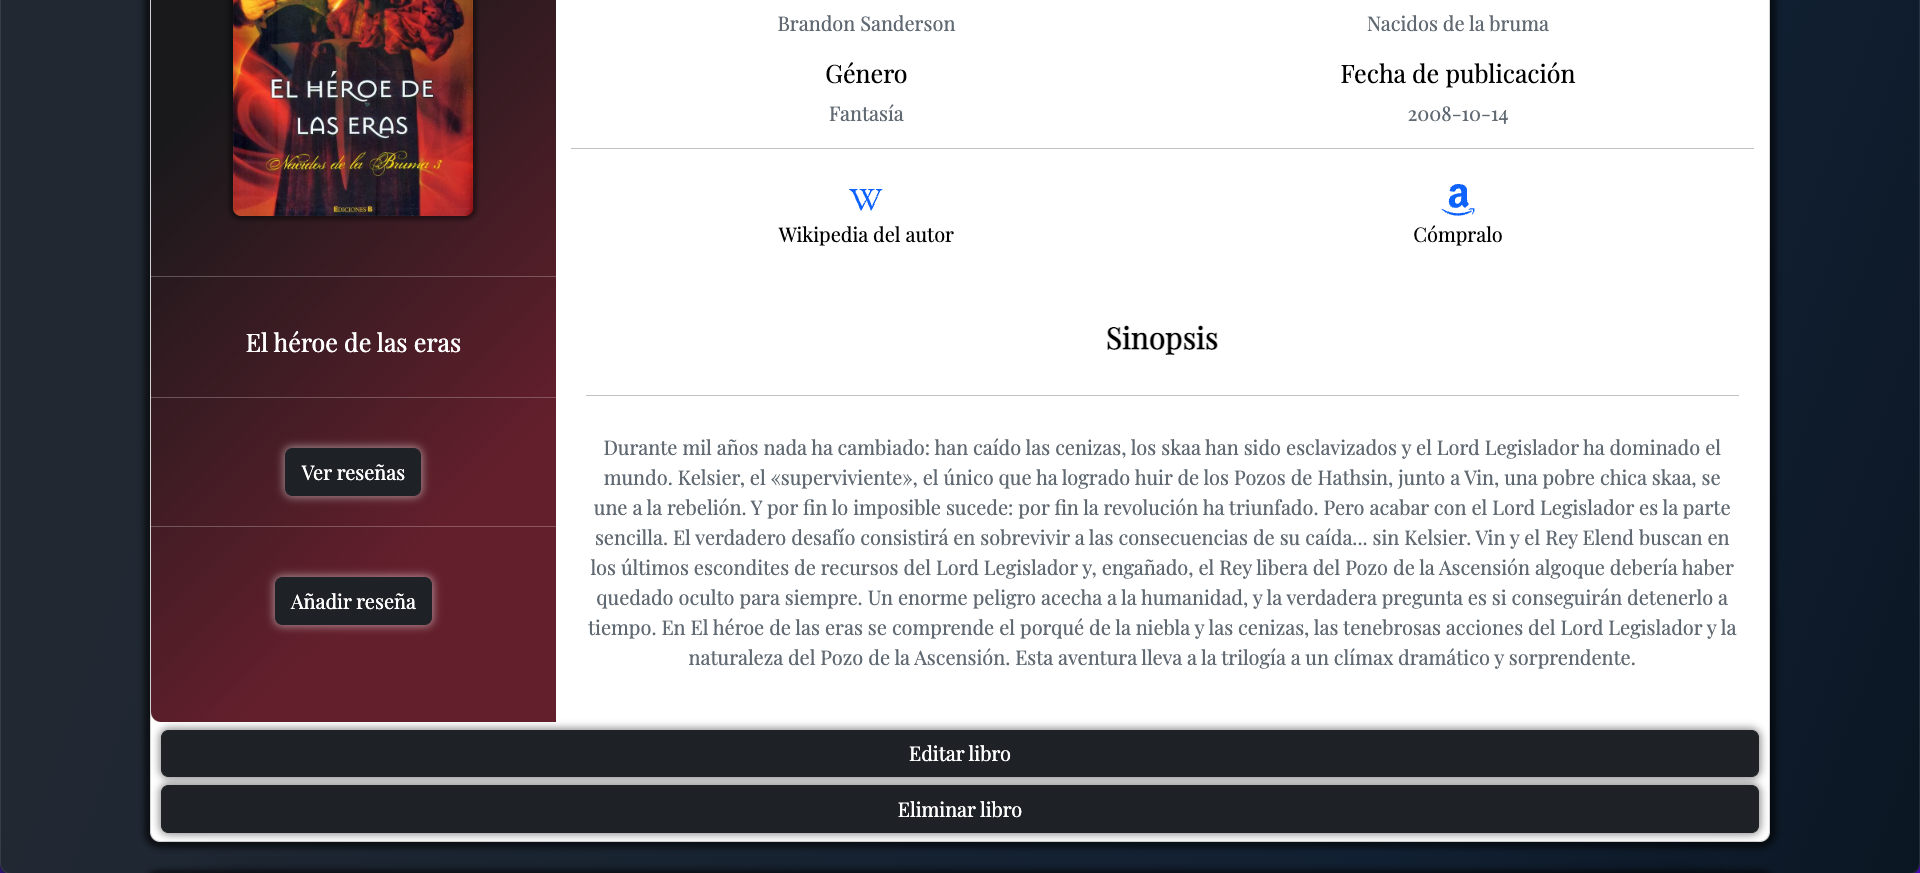 EL HÉROE DE
LAS ERAS
Nacidos de la Bruma 3
EDICIONES B
El héroe de las eras
Ver reseñas
Añadir reseña
Brandon Sanderson
Nacidos de la bruma
Género
Fecha de publicación
Fantasía
2008-10-14
W
a
Wikipedia del autor
Cómpralo
Sinopsis
Durante mil años nada ha cambiado: han caído las cenizas, los skaa han sido esclavizados y el Lord Legislador ha dominado el
mundo. Kelsier, el «superviviente», el único que ha logrado huir de los Pozos de Hathsin, junto a Vin, una pobre chica skaa, se
une a la rebelión. Y por fin lo imposible sucede: por fin la revolución ha triunfado. Pero acabar con el Lord Legislador es la parte
sencilla. El verdadero desafío consistirá en sobrevivir a las consecuencias de su caída... sin Kelsier. Vin y el Rey Elend buscan en
los últimos escondites de recursos del Lord Legislador y, engañado, el Rey libera del Pozo de la Ascensión algoque debería haber
quedado oculto para siempre. Un enorme peligro acecha a la humanidad, y la verdadera pregunta es si conseguirán detenerlo a
tiempo. En El héroe de las eras se comprende el porqué de la niebla y las cenizas, las tenebrosas acciones del Lord Legislador y la
naturaleza del Pozo de la Ascensión. Esta aventura lleva a la trilogía a un clímax dramático y sorprendente.
Editar libro
Eliminar libro